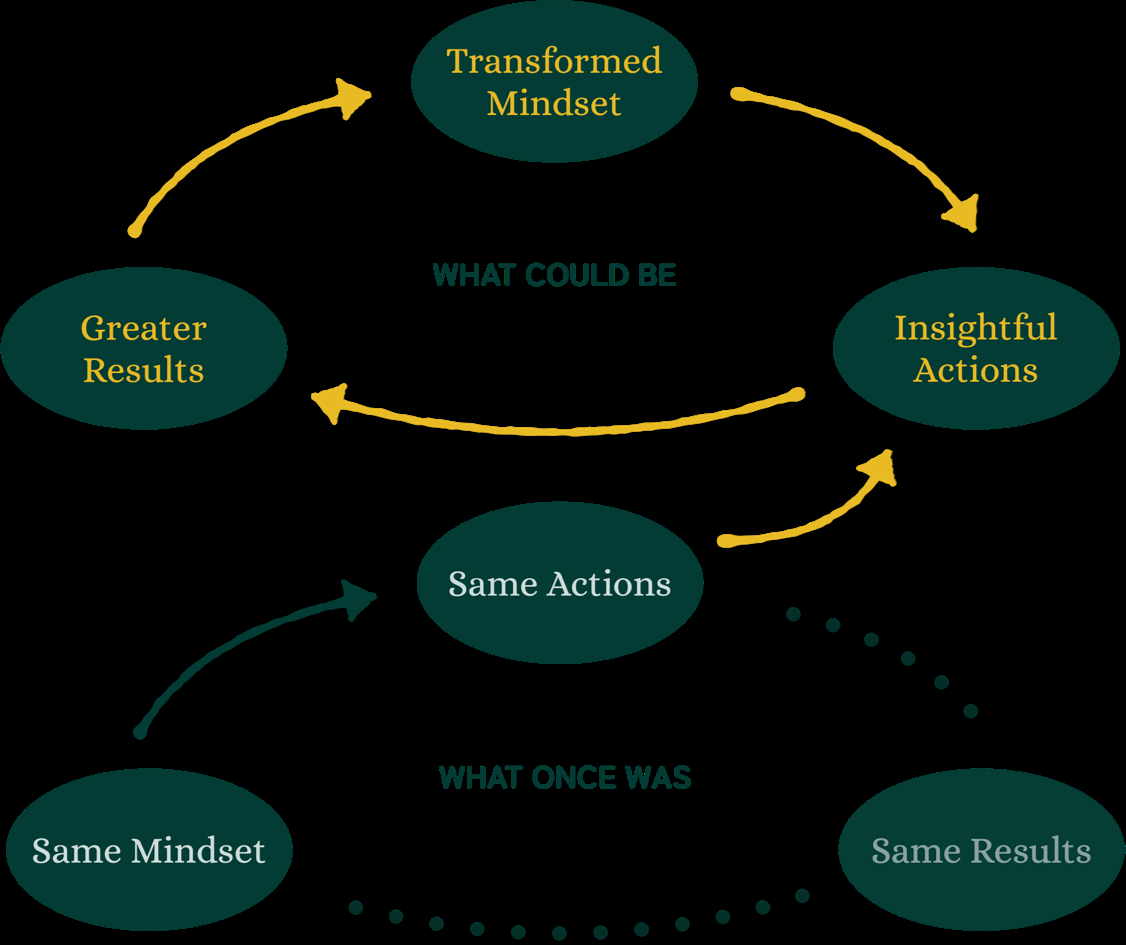 Transformed
Mindset
WHAT COULD BE
Greater
Results
Insightful
Actions
Same Actions
WHAT ONCE WAS
Same Mindset
Same Results